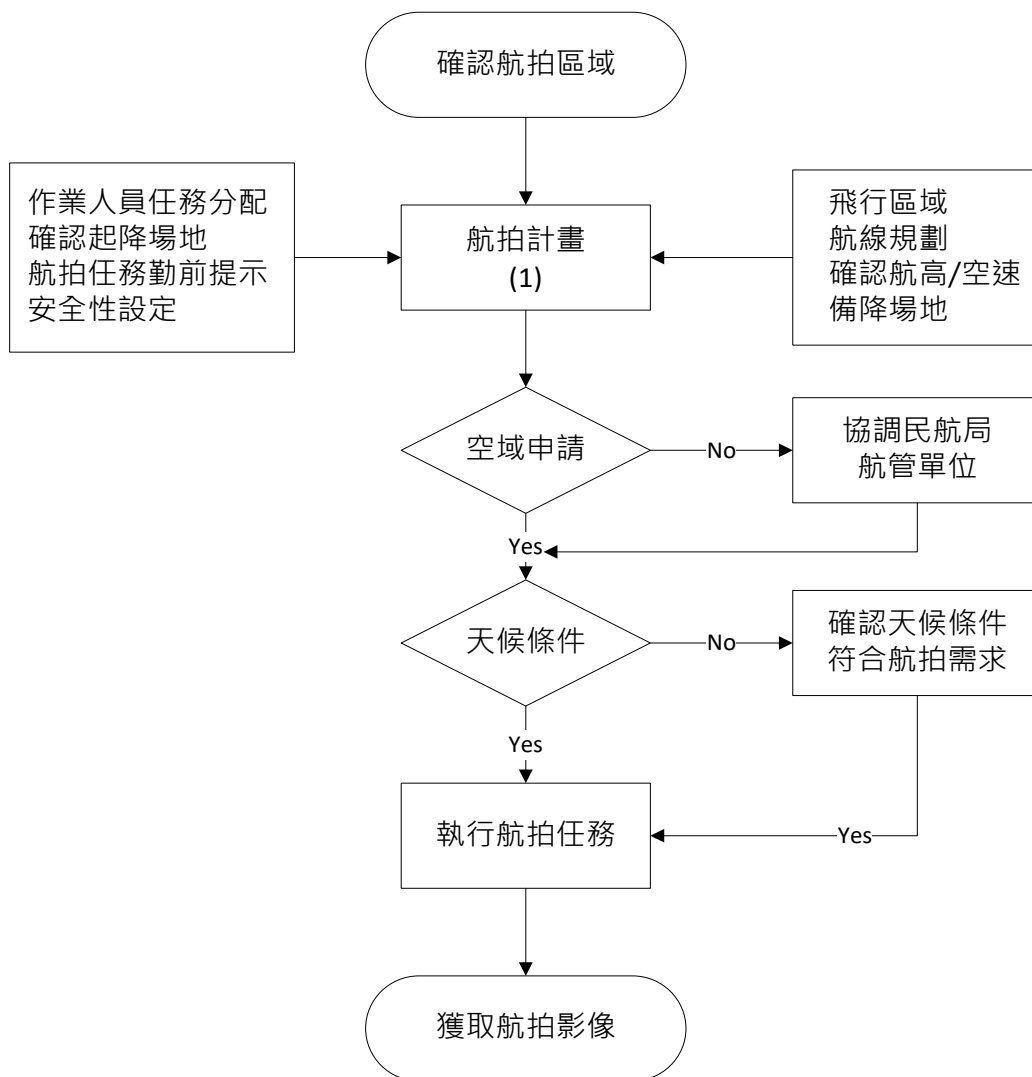 確認航拍區域
作業人員任務分配
確認起降場地
航拍任務勤前提示
安全性設定
航拍計畫
(1)
飛行區域
航線規劃
確認航高/空速
備降場地
空域申請
No
協調民航局
航管單位
Yes
天候條件
No
確認天候條件
符合航拍需求
Yes
執行航拍任務
Yes
獲取航拍影像